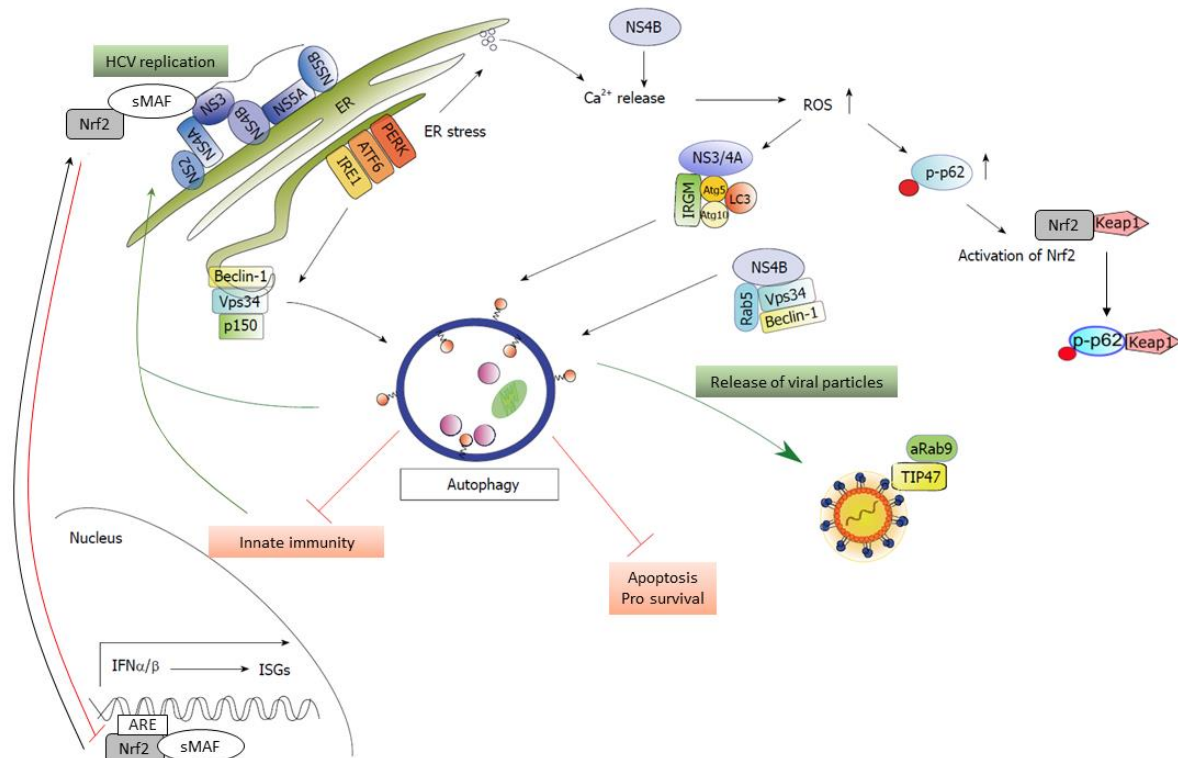 NS4B
HCV replication
sMAF
Nrf2
NS3
NS4A
NS2
NS4B
NS5A
NS5B
ER
Ca2+ release
ROS
ER stress
PERK
ATF6
IRE1
NS3/4A
IRGM
Atg5
Atg10
LC3
p-p62
Nrf2
Keap1
Activation of Nrf2
Beclin-1
Vps34
p150
NS4B
Rab5
Vps34
Beclin-1
p-p62
Keap1
Release of viral particles
aRab9
TIP47
Autophagy
Nucleus
Innate immunity
Apoptosis
Pro survival
IFNα/β
ISGs
ARE
Nrf2
sMAF